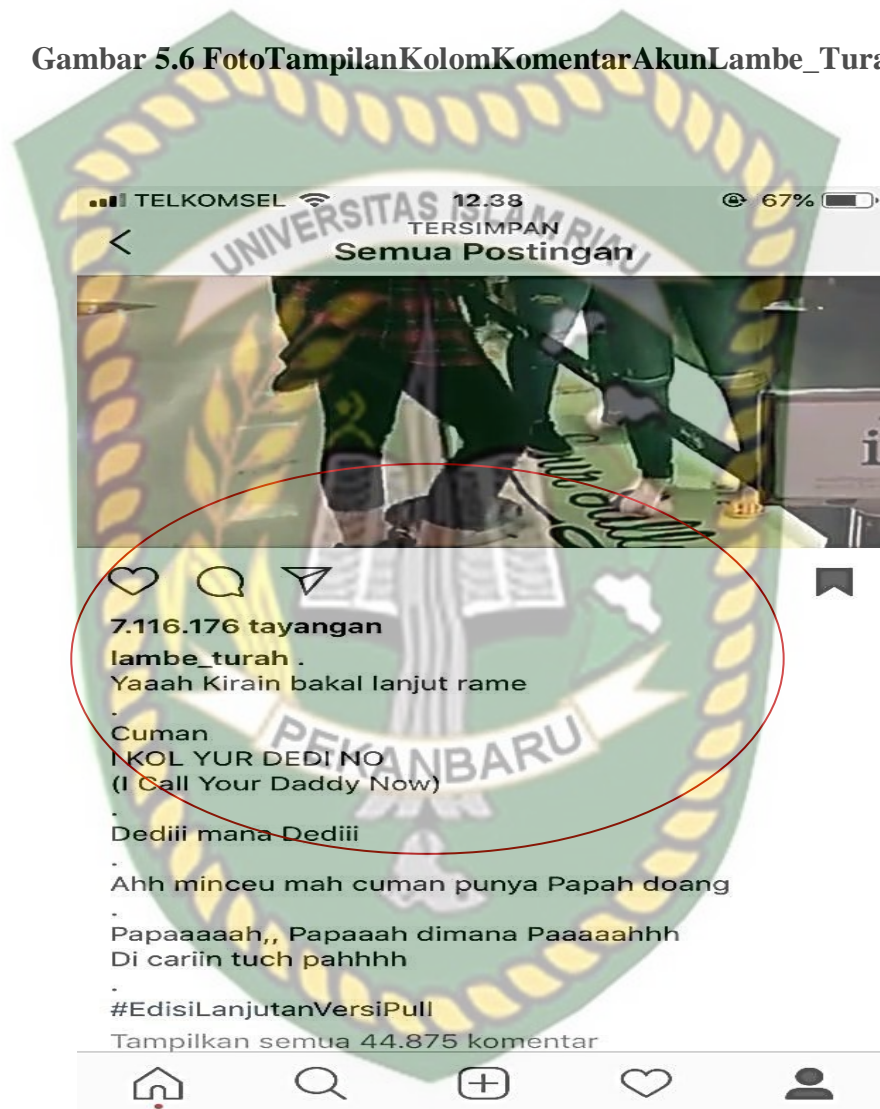 Gambar 5.6 FotoTampilanKolomKomentarAkunLambe_Tura
TELKOMSEL 12.38 67%
UNIVERSITAS ISLAM RIAU
TERSIMPAN
Semua Postingan
7.116.176 tayangan
lambe_turah .
Yaaah Kirain bakal lanjut rame
.
Cuman
I KOL YUR DEDI NO
(I Call Your Daddy Now)
PEKANBARU
.
Dediii mana Dediii
.
Ahh minceu mah cuman punya Papah doang
.
Papaaaaah,, Papaaah dimana Paaaaahhh
Di cariin tuch pahhhh
.
#EdisiLanjutanVersiPull
Tampilkan semua 44.875 komentar